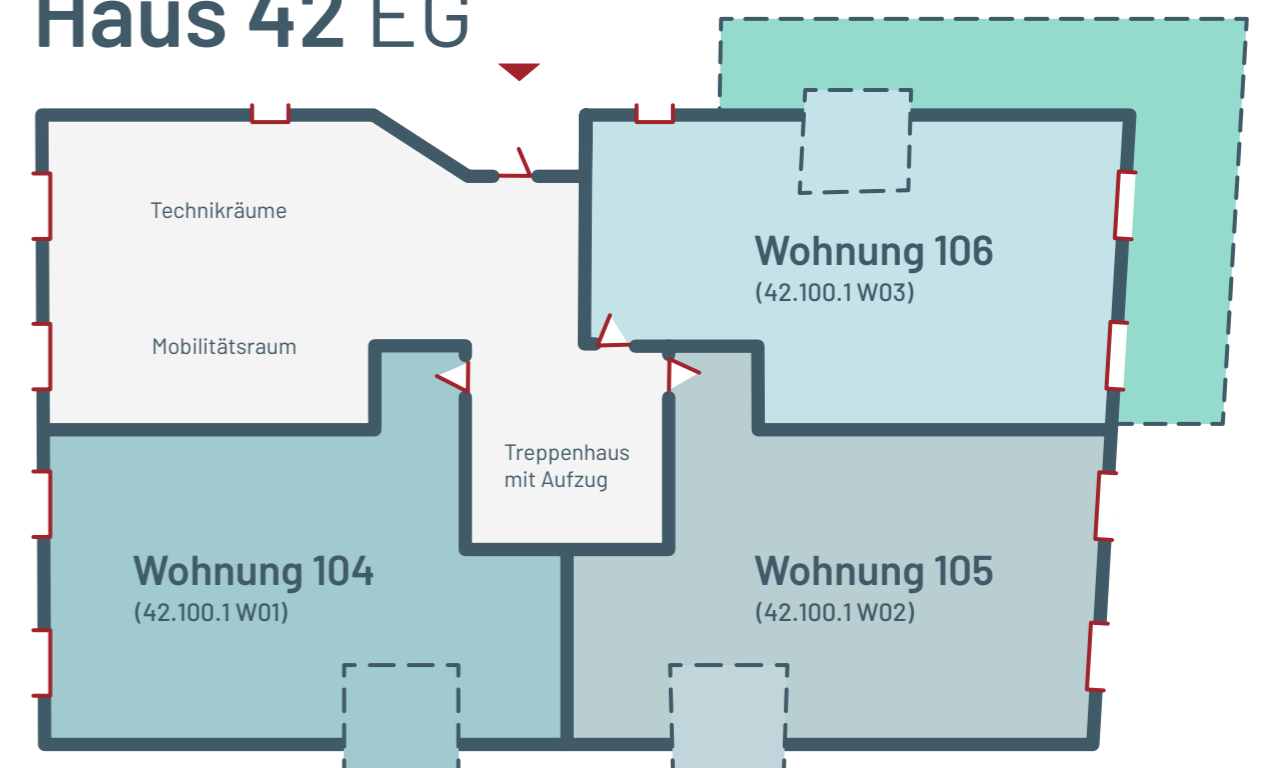 Haus 42 EG
Technikräume
Wohnung 106
(42.100.1 W03)
Mobilitätsraum
Treppenhaus
mit Aufzug
Wohnung 104
(42.100.1 W01)
Wohnung 105
(42.100.1 W02)